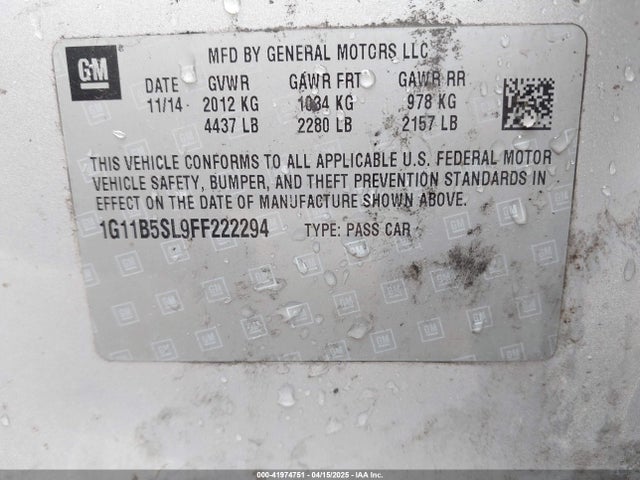 GM
MFD BY GENERAL MOTORS LLC
DATE GVWR GAWR FRT GAWR RR
11/14 2012 KG 1034 KG 978 KG
4437 LB 2280 LB 2157 LB
THIS VEHICLE CONFORMS TO ALL APPLICABLE U.S. FEDERAL MOTOR
VEHICLE SAFETY, BUMPER, AND THEFT PREVENTION STANDARDS IN
EFFECT ON THE DATE OF MANUFACTURE SHOWN ABOVE.
1G11B5SL9FF222294 TYPE: PASS CAR
000-41974751 04/15/2025 IAAI.com